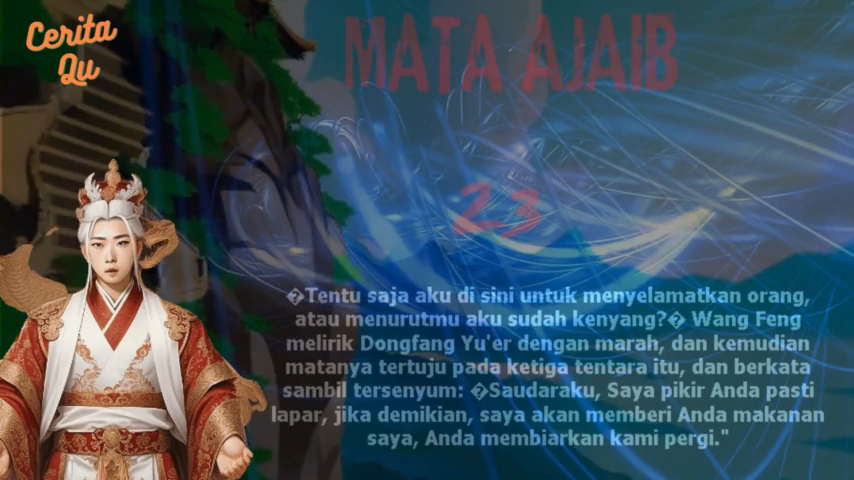 Cerita
Qu
MATA AJAIB
23
�Tentu saja aku di sini untuk menyelamatkan orang,
atau menurutmu aku sudah kenyang?� Wang Feng
melirik Dongfang Yu'er dengan marah, dan kemudian
matanya tertuju pada ketiga tentara itu, dan berkata
sambil tersenyum: �Saudaraku, Saya pikir Anda pasti
lapar, jika demikian, saya akan memberi Anda makanan
saya, Anda membiarkan kami pergi."